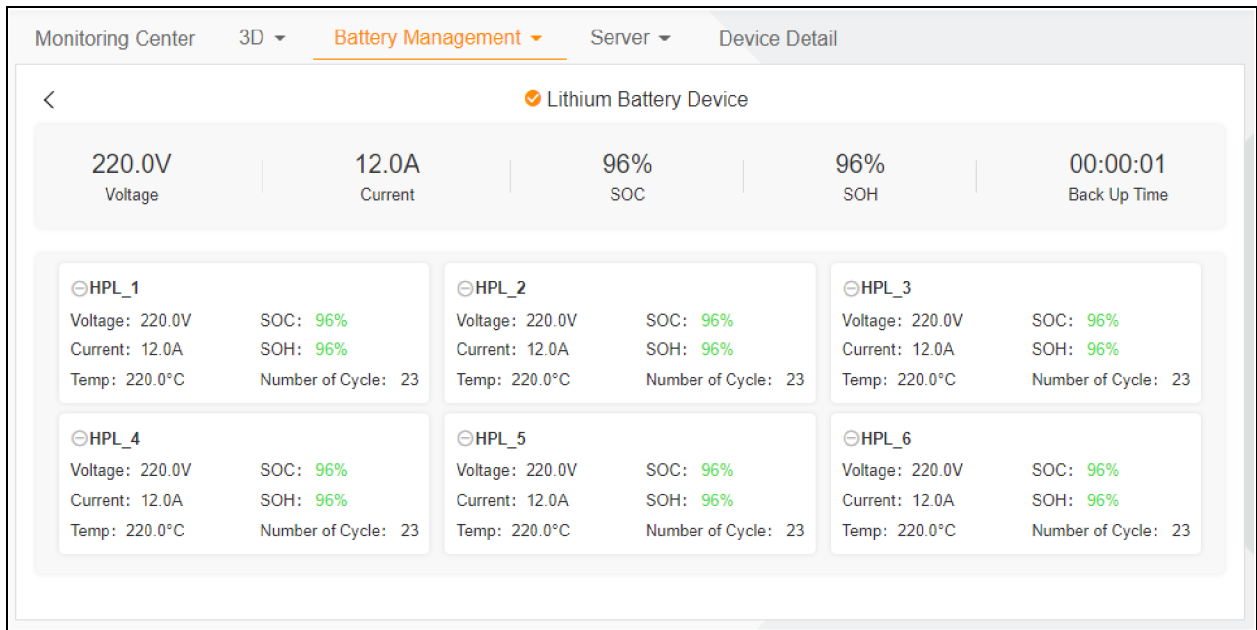 Monitoring Center 3D Battery Management Server Device Detail
Lithium Battery Device
220.0V 12.0A 96% 96% 00:00:01
Voltage Current SOC SOH Back Up Time
HPL_1 HPL_2 HPL_3
Voltage: 220.0V SOC: 96% Voltage: 220.0V SOC: 96% Voltage: 220.0V SOC: 96%
Current: 12.0A SOH: 96% Current: 12.0A SOH: 96% Current: 12.0A SOH: 96%
Temp: 220.0°C Number of Cycle: 23 Temp: 220.0°C Number of Cycle: 23 Temp: 220.0°C Number of Cycle: 23
HPL_4 HPL_5 HPL_6
Voltage: 220.0V SOC: 96% Voltage: 220.0V SOC: 96% Voltage: 220.0V SOC: 96%
Current: 12.0A SOH: 96% Current: 12.0A SOH: 96% Current: 12.0A SOH: 96%
Temp: 220.0°C Number of Cycle: 23 Temp: 220.0°C Number of Cycle: 23 Temp: 220.0°C Number of Cycle: 23